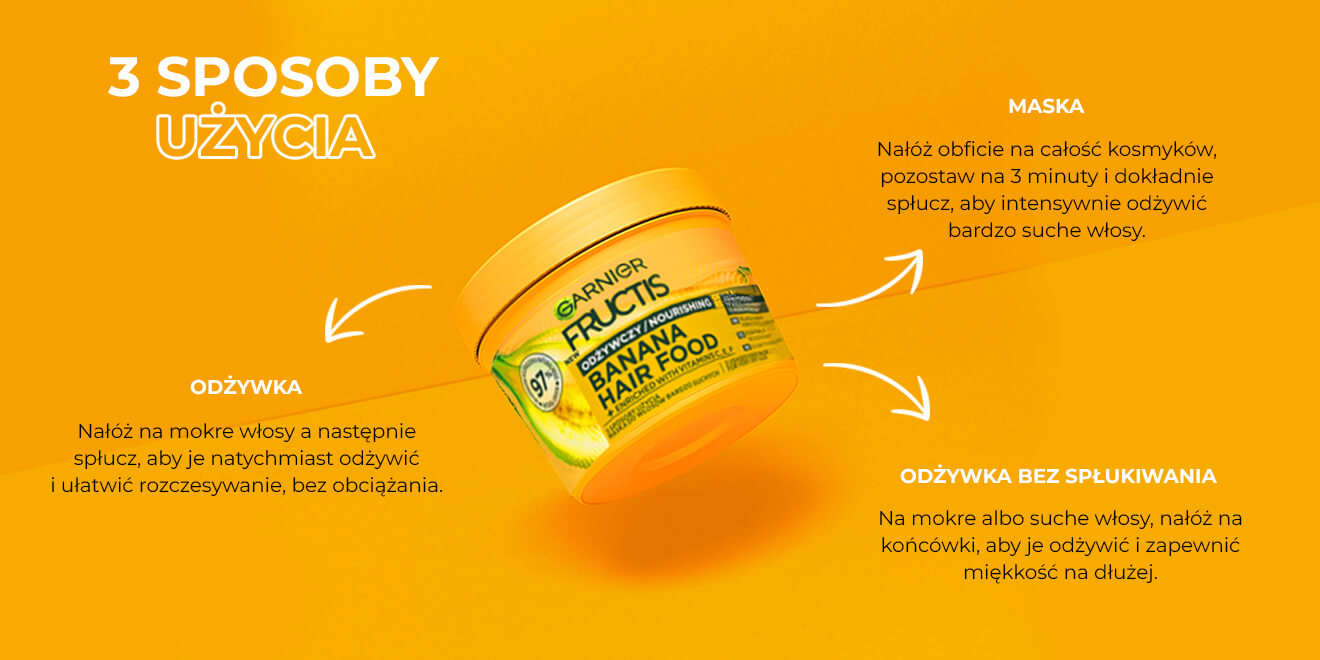 3 SPOSOBY
UŻYCIA
ODŻYWKA
Nałóż na mokre włosy a następnie
spłucz, aby je natychmiast odżywić
i ułatwić rozczesywanie, bez obciążania.
GARNIER
FRUCTIS
NEW
ODŻYWCZY/NOURISHING
BANANA
HAIR FOOD
+ ENRICHED WITH VITAMINS C, E, F
97%
MASKA
Nałóż obficie na całość kosmyków,
pozostaw na 3 minuty i dokładnie
spłucz, aby intensywnie odżywić
bardzo suche włosy.
ODŻYWKA BEZ SPŁUKIWANIA
Na mokre albo suche włosy, nałóż na
końcówki, aby je odżywić i zapewnić
miękkość na dłużej.